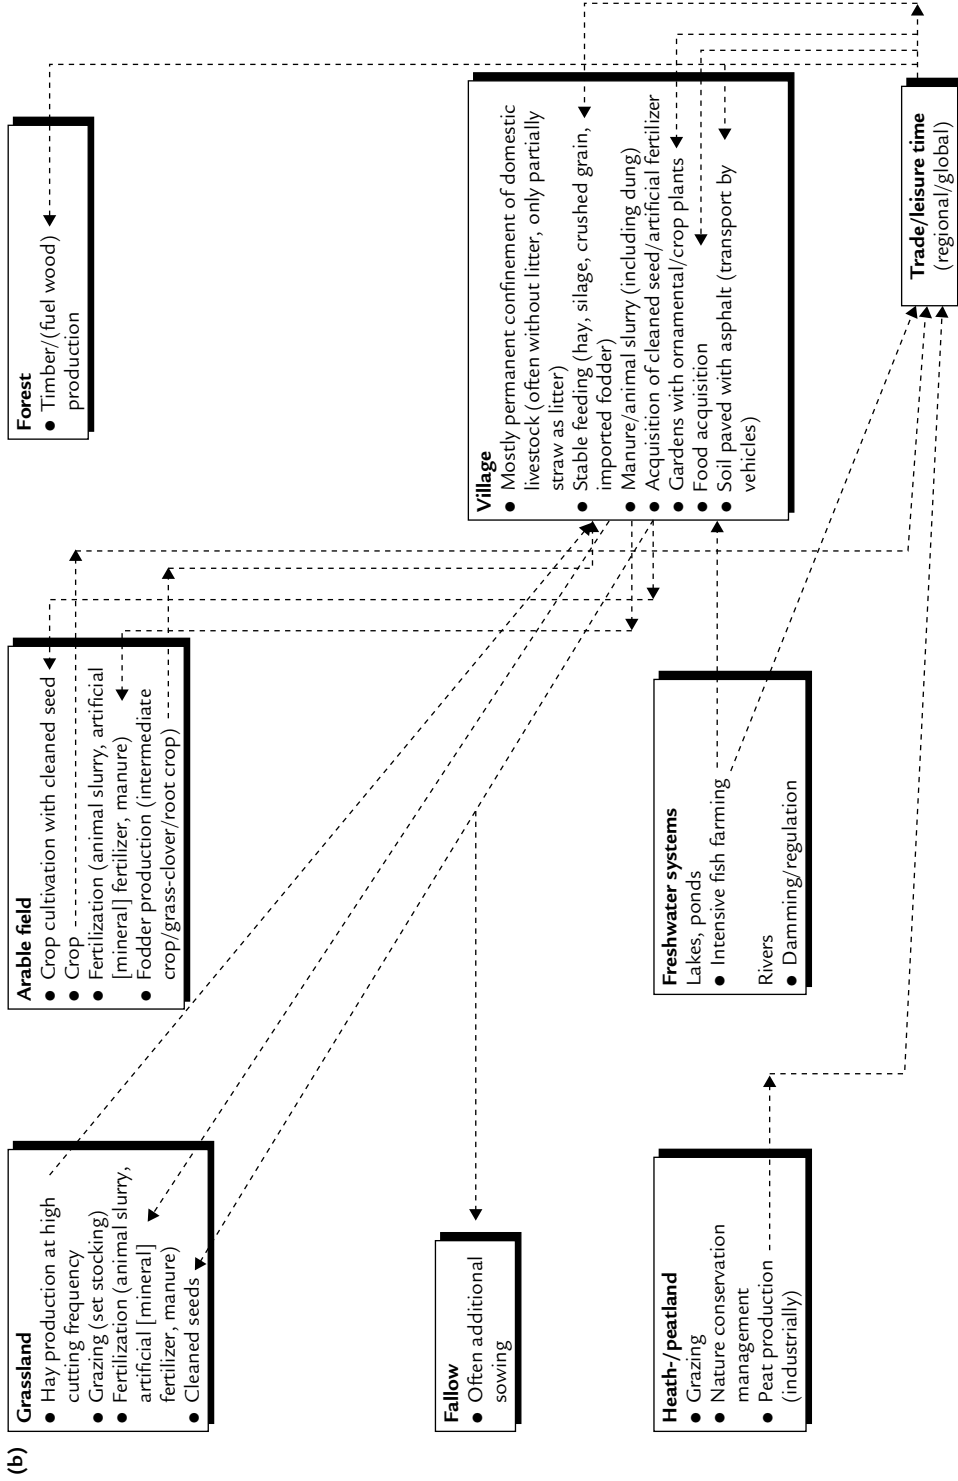 (b)
Grassland
● Hay production at high
cutting frequency
● Grazing (set stocking)
● Fertilization (animal slurry,
artificial [mineral]
fertilizer, manure)
● Cleaned seeds
Arable field
● Crop cultivation with cleaned seed
● Crop
● Fertilization (animal slurry, artificial
[mineral] fertilizer, manure)
● Fodder production (intermediate
crop/grass-clover/root crop)
Forest
● Timber/(fuel wood)
production
Fallow
● Often additional
sowing
Village
● Mostly permanent confinement of domestic
livestock (often without litter, only partially
straw as litter)
● Stable feeding (hay, silage, crushed grain,
imported fodder)
● Manure/animal slurry (including dung)
● Acquisition of cleaned seed/artificial fertilizer
● Gardens with ornamental/crop plants
● Food acquisition
● Soil paved with asphalt (transport by
vehicles)
Heath-/peatland
● Grazing
● Nature conservation
management
● Peat production
(industrially)
Freshwater systems
Lakes, ponds
● Intensive fish farming
Rivers
● Damming/regulation
Trade/leisure time
(regional/global)